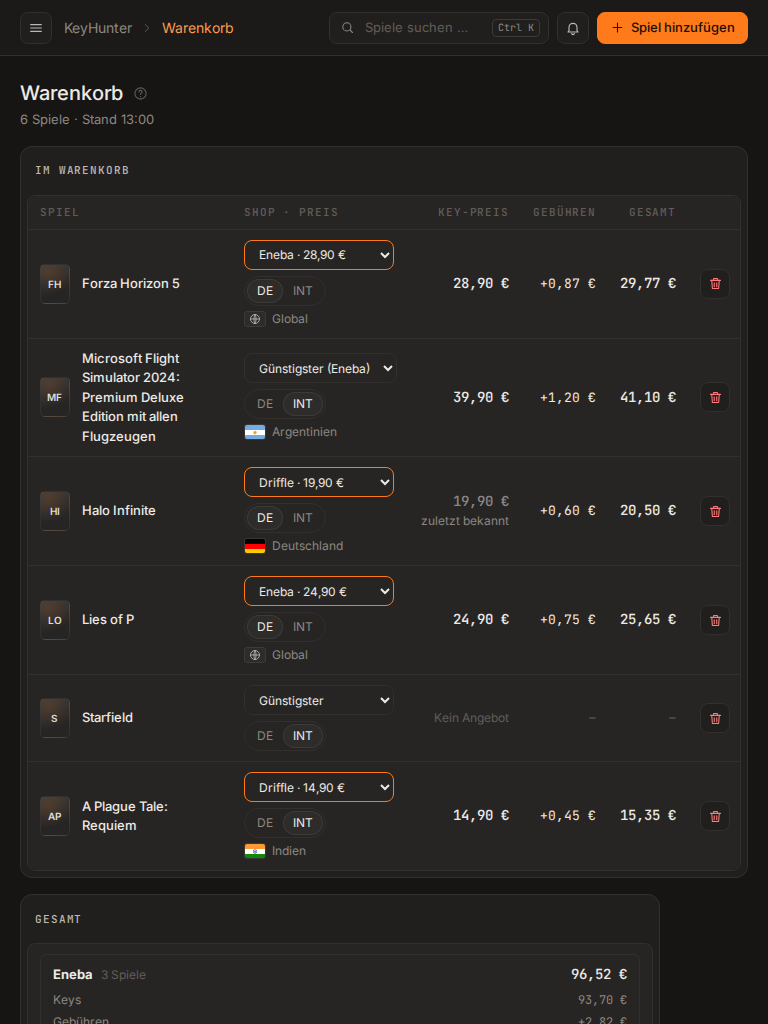 KeyHunter > Warenkorb
Spiele suchen ...
Ctrl K
+ Spiel hinzufügen
Warenkorb
6 Spiele · Stand 13:00
IM WARENKORB
SPIEL SHOP · PREIS KEY-PREIS GEBÜHREN GESAMT
FH Forza Horizon 5
Eneba · 28,90 €
DE INT
Global
28,90 € +0,87 € 29,77 €
MF
Microsoft Flight
Simulator 2024:
Premium Deluxe
Edition mit allen
Flugzeugen
Günstigster (Eneba)
DE INT
Argentinien
39,90 € +1,20 € 41,10 €
HI Halo Infinite
Driffle · 19,90 €
DE INT
Deutschland
19,90 €
zuletzt bekannt
+0,60 € 20,50 €
LO Lies of P
Eneba · 24,90 €
DE INT
Global
24,90 € +0,75 € 25,65 €
S Starfield
Günstigster
DE INT
Kein Angebot – –
AP
A Plague Tale:
Requiem
Driffle · 14,90 €
DE INT
Indien
14,90 € +0,45 € 15,35 €
GESAMT
Eneba 3 Spiele 96,52 €
Keys 93,70 €
Gebühren +2,82 €